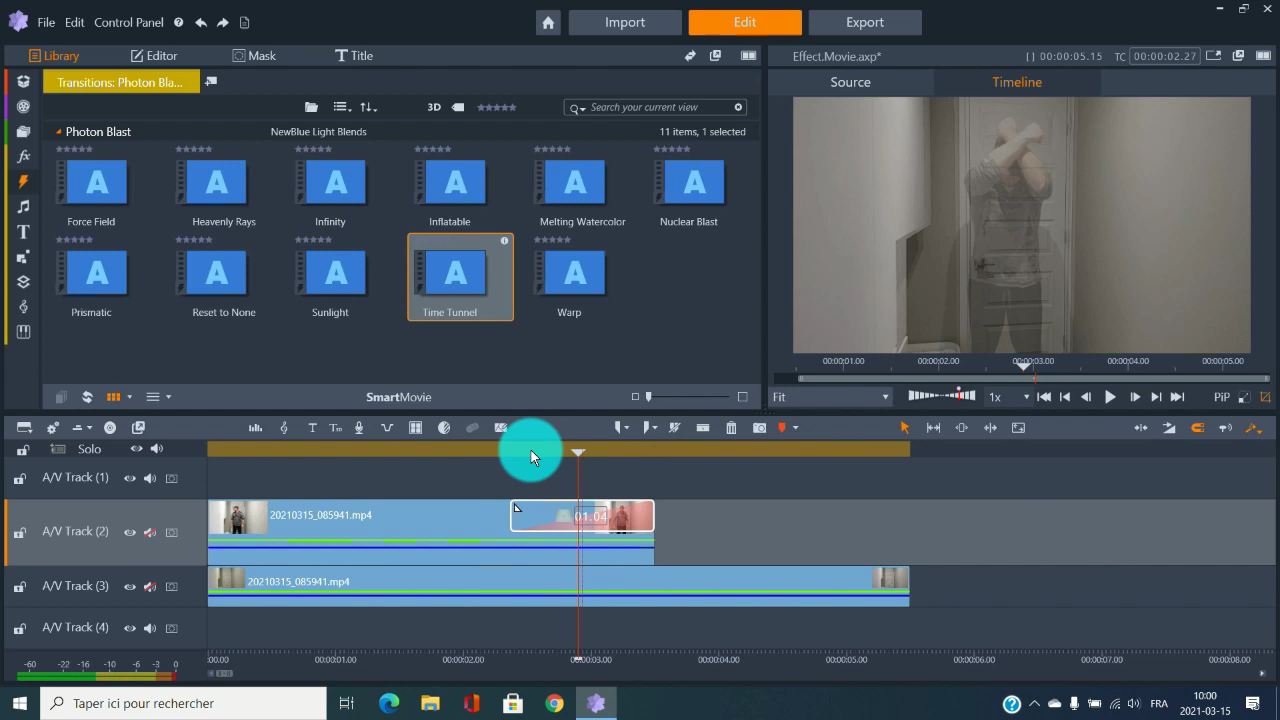 File Edit Control Panel
Import Edit Export
Library Editor Mask Title
Effect.Movie.axp* [] 00:00:05.15 TC 00:00:02.27
Transitions: Photon Bla...
Source Timeline
3D Search your current view
Photon Blast NewBlue Light Blends 11 items, 1 selected
A A A A A A
Force Field Heavenly Rays Infinity Inflatable Melting Watercolor Nuclear Blast
A A A A A
Prismatic Reset to None Sunlight Time Tunnel Warp
00:00:01.00 00:00:02.00 00:00:03.00 00:00:04.00 00:00:05.00
SmartMovie
Fit 1x PiP
Solo
A/V Track (1)
A/V Track (2) 20210315_085941.mp4 01.04
A/V Track (3) 20210315_085941.mp4
A/V Track (4)
-60 -22 -16 -10 -6 -3 0
:00.00 00:00:01.00 00:00:02.00 00:00:03.00 00:00:04.00 00:00:05.00 00:00:06.00 00:00:07.00 00:00:08.00
Taper ici pour rechercher
FRA
10:00
2021-03-15